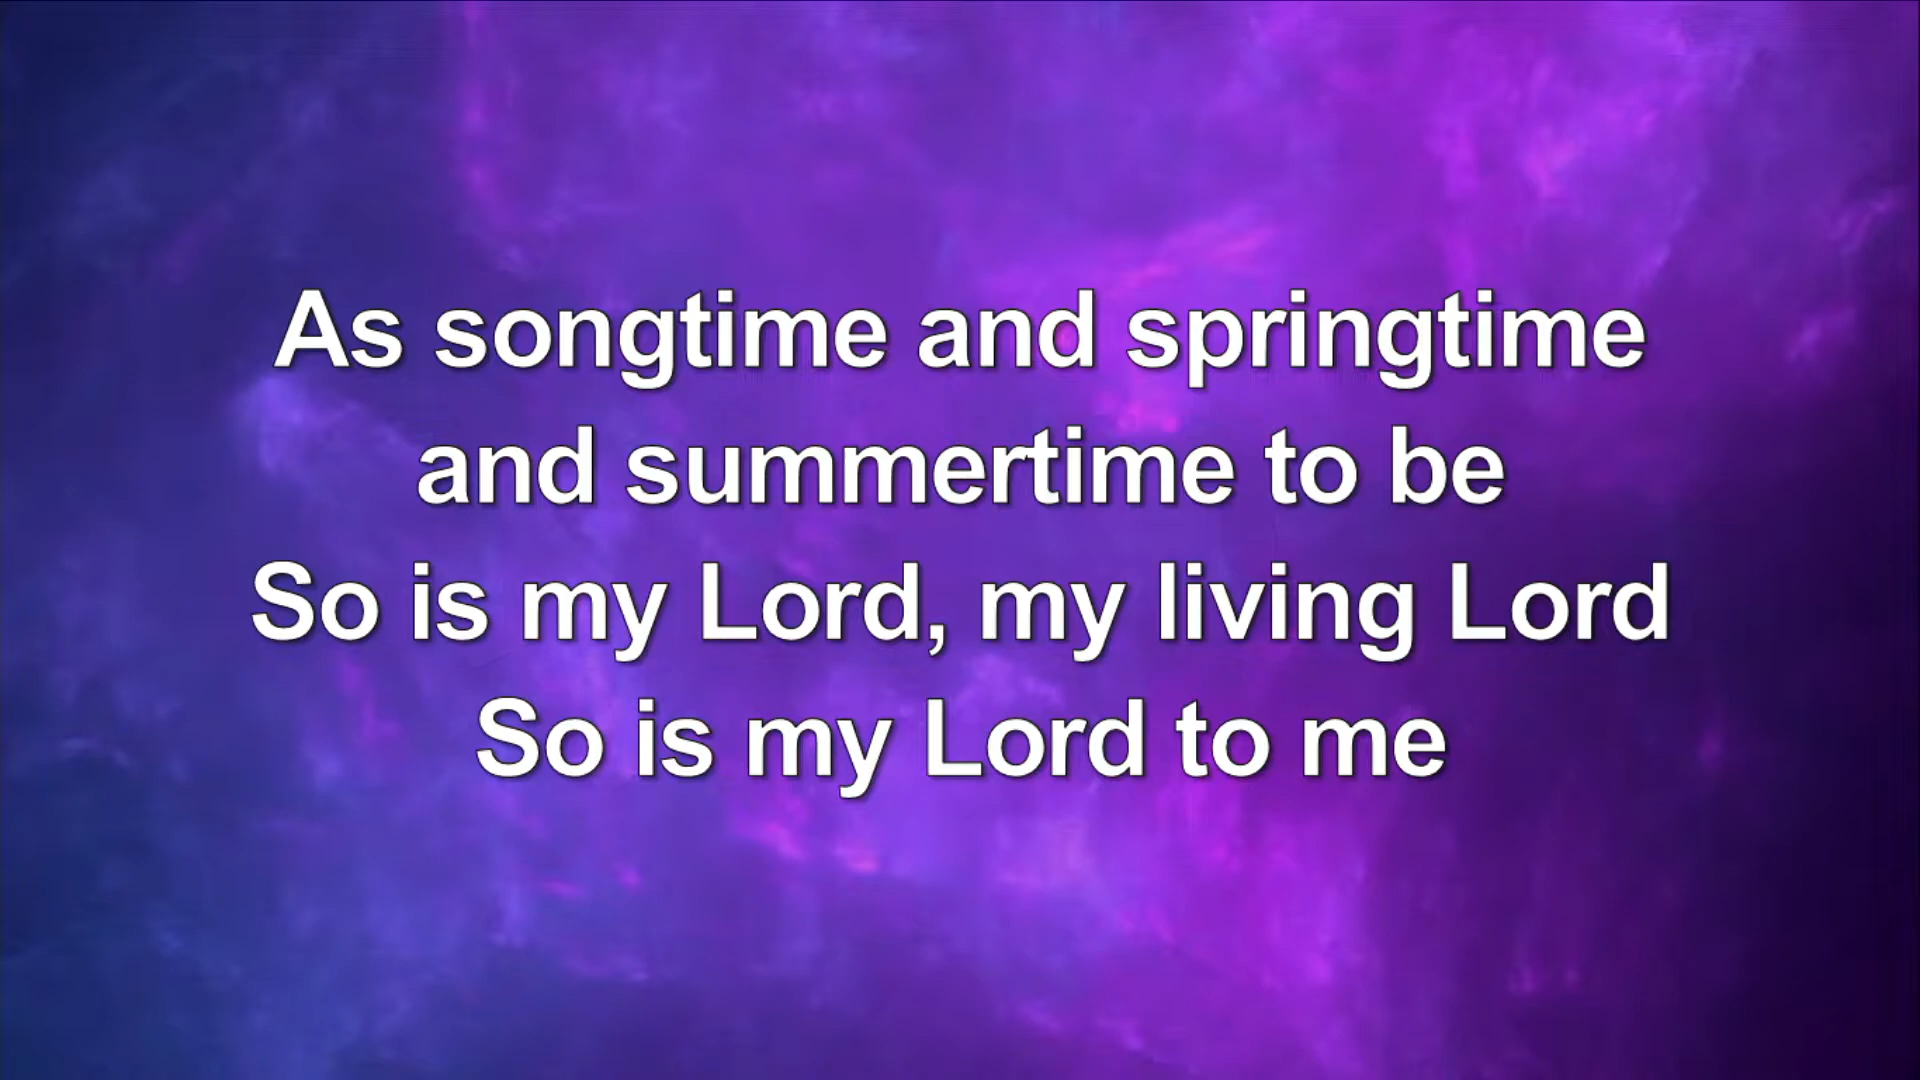 As songtime and springtime
and summertime to be
So is my Lord, my living Lord
So is my Lord to me